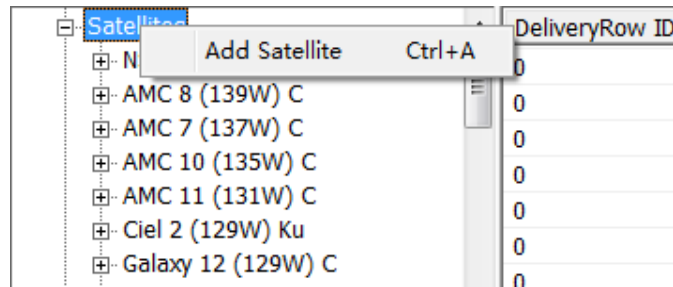 Satellites
DeliveryRow ID
Add Satellite Ctrl+A
N
0
AMC 8 (139W) C
0
AMC 7 (137W) C
0
AMC 10 (135W) C
0
AMC 11 (131W) C
0
Ciel 2 (129W) Ku
0
Galaxy 12 (129W) C
0